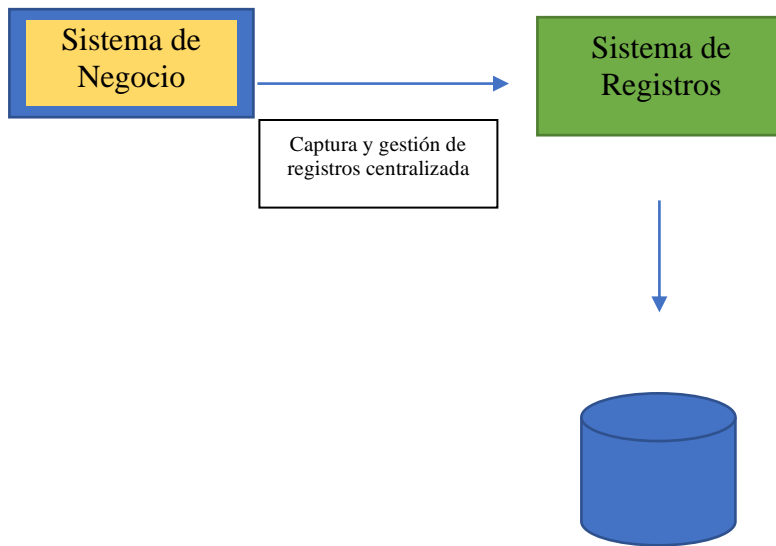 Sistema de
Negocio
Sistema de
Registros
Captura y gestión de
registros centralizada